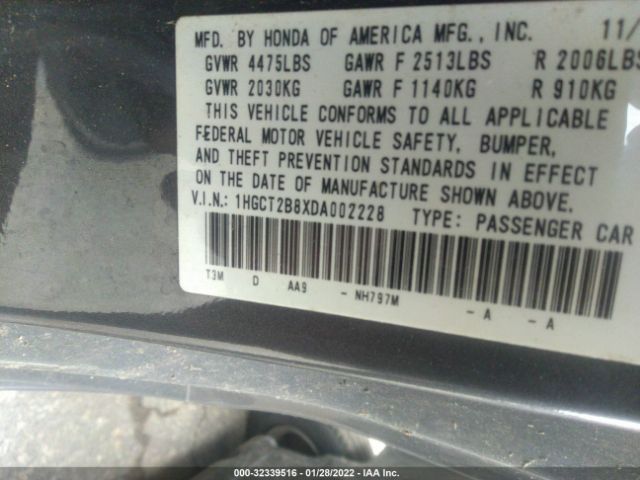 MFD. BY HONDA OF AMERICA MFG., INC. 11/
GVWR 4475LBS GAWR F 2513LBS R 2006LBS
GVWR 2030KG GAWR F 1140KG R 910KG
THIS VEHICLE CONFORMS TO ALL APPLICABLE
FEDERAL MOTOR VEHICLE SAFETY, BUMPER,
AND THEFT PREVENTION STANDARDS IN EFFECT
ON THE DATE OF MANUFACTURE SHOWN ABOVE.
V.I.N.: 1HGCT2B8XDA002228 TYPE: PASSENGER CAR
T3M D AA9 - NH797M - A - A
000-32339516 - 01/28/2022 - IAA Inc.